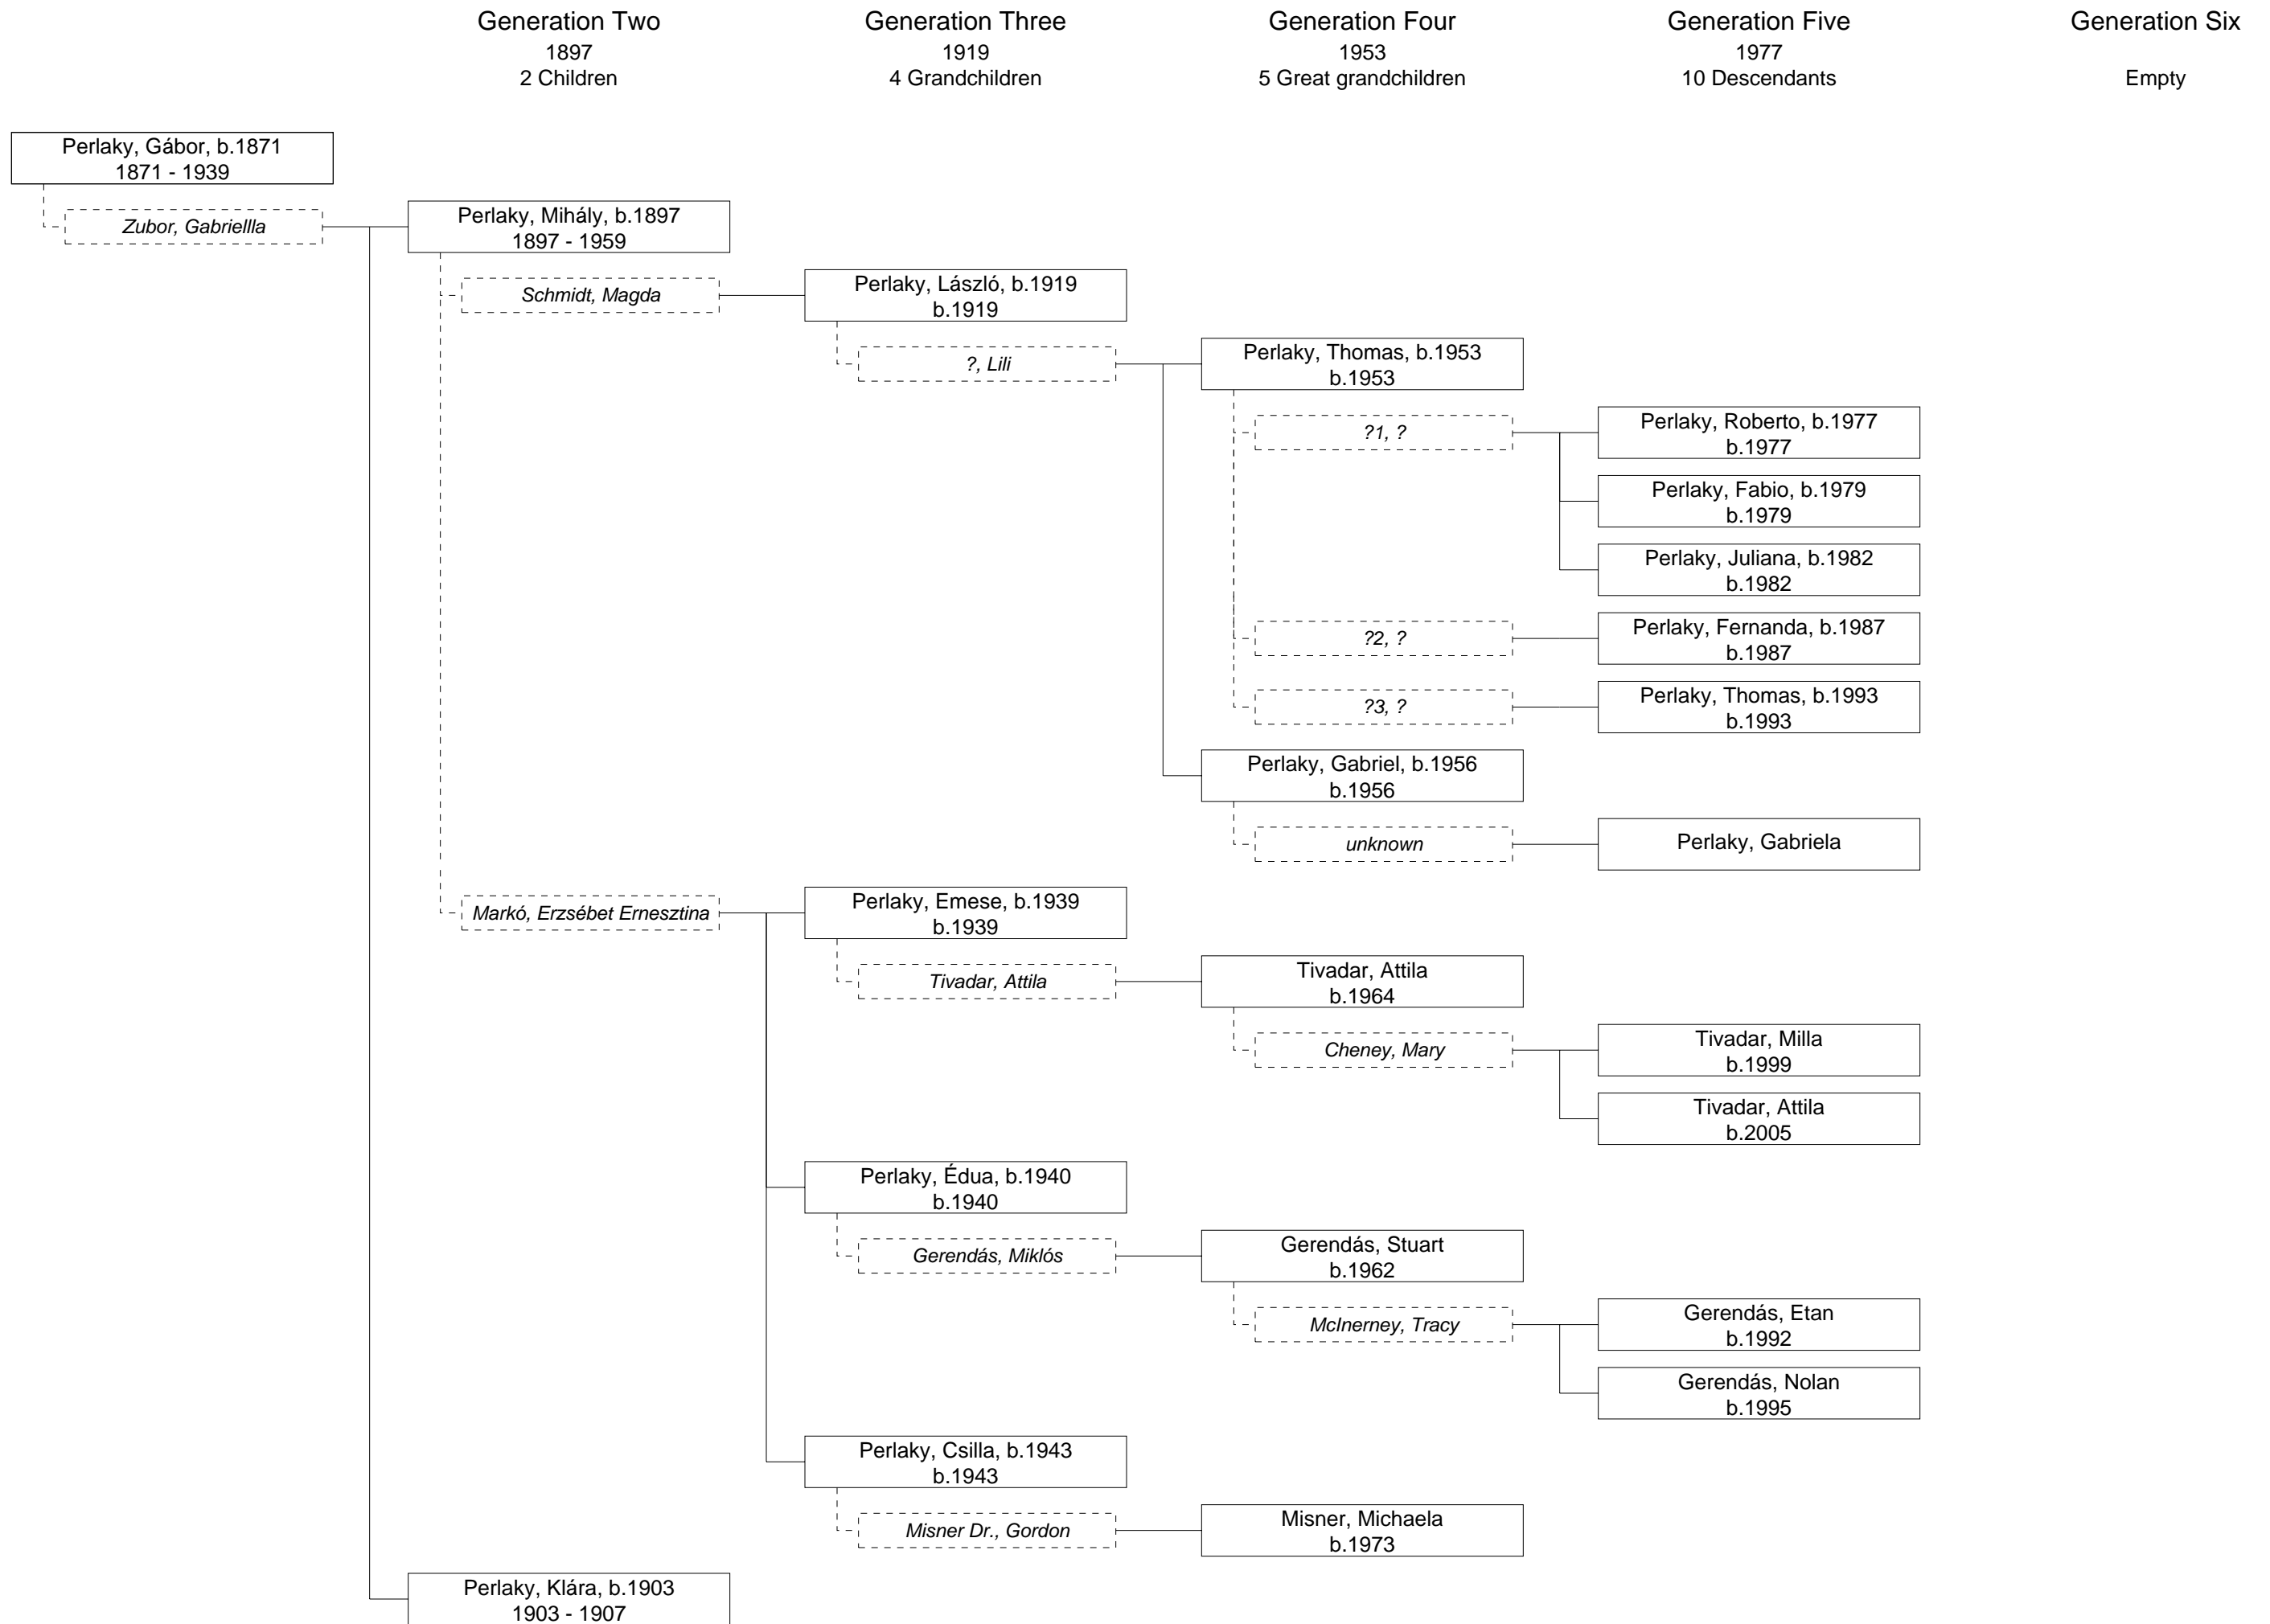 Generation Two
1897
2 Children
Generation Three
1919
4 Grandchildren
Generation Four
1953
5 Great grandchildren
Generation Five
1977
10 Descendants
Generation Six
Empty
Perlaky, Gábor, b.1871
1871 - 1939
Zubor, Gabriellla
Perlaky, Mihály, b.1897
1897 - 1959
Schmidt, Magda
Perlaky, László, b.1919
b.1919
?, Lili
Perlaky, Thomas, b.1953
b.1953
?1, ?
Perlaky, Roberto, b.1977
b.1977
Perlaky, Fabio, b.1979
b.1979
Perlaky, Juliana, b.1982
b.1982
?2, ?
Perlaky, Fernanda, b.1987
b.1987
?3, ?
Perlaky, Thomas, b.1993
b.1993
Perlaky, Gabriel, b.1956
b.1956
unknown
Perlaky, Gabriela
Markó, Erzsébet Ernesztina
Perlaky, Emese, b.1939
b.1939
Tivadar, Attila
Tivadar, Attila
b.1964
Cheney, Mary
Tivadar, Milla
b.1999
Tivadar, Attila
b.2005
Perlaky, Édua, b.1940
b.1940
Gerendás, Miklós
Gerendás, Stuart
b.1962
McInerney, Tracy
Gerendás, Etan
b.1992
Gerendás, Nolan
b.1995
Perlaky, Csilla, b.1943
b.1943
Misner Dr., Gordon
Misner, Michaela
b.1973
Perlaky, Klára, b.1903
1903 - 1907